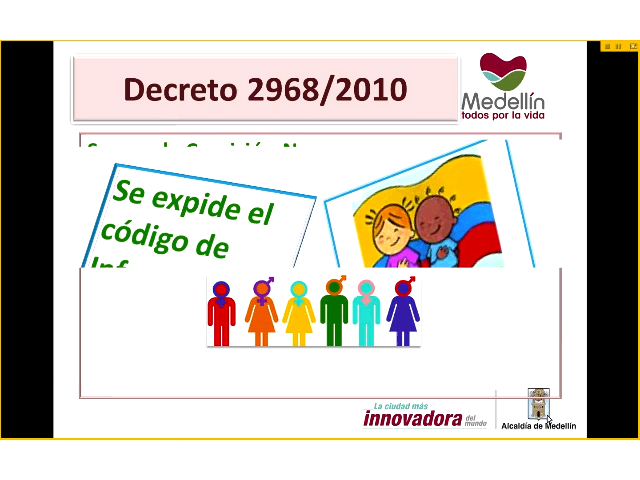 Decreto 2968/2010
Medellín
todos por la vida
Se expide el
código de
La ciudad más
innovadora del
mundo
Alcaldía de Medellín